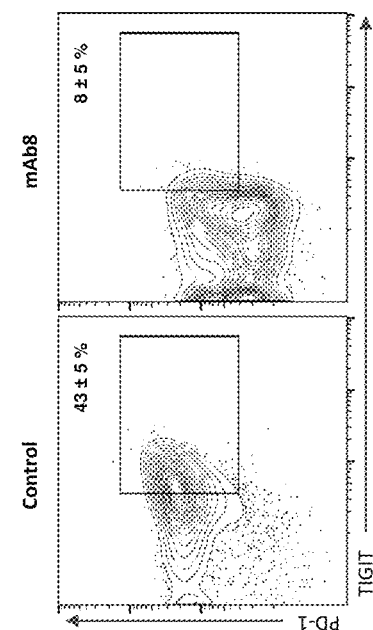 Control
mAb8
43 ± 5 %
8 ± 5 %
PD-1
TIGIT